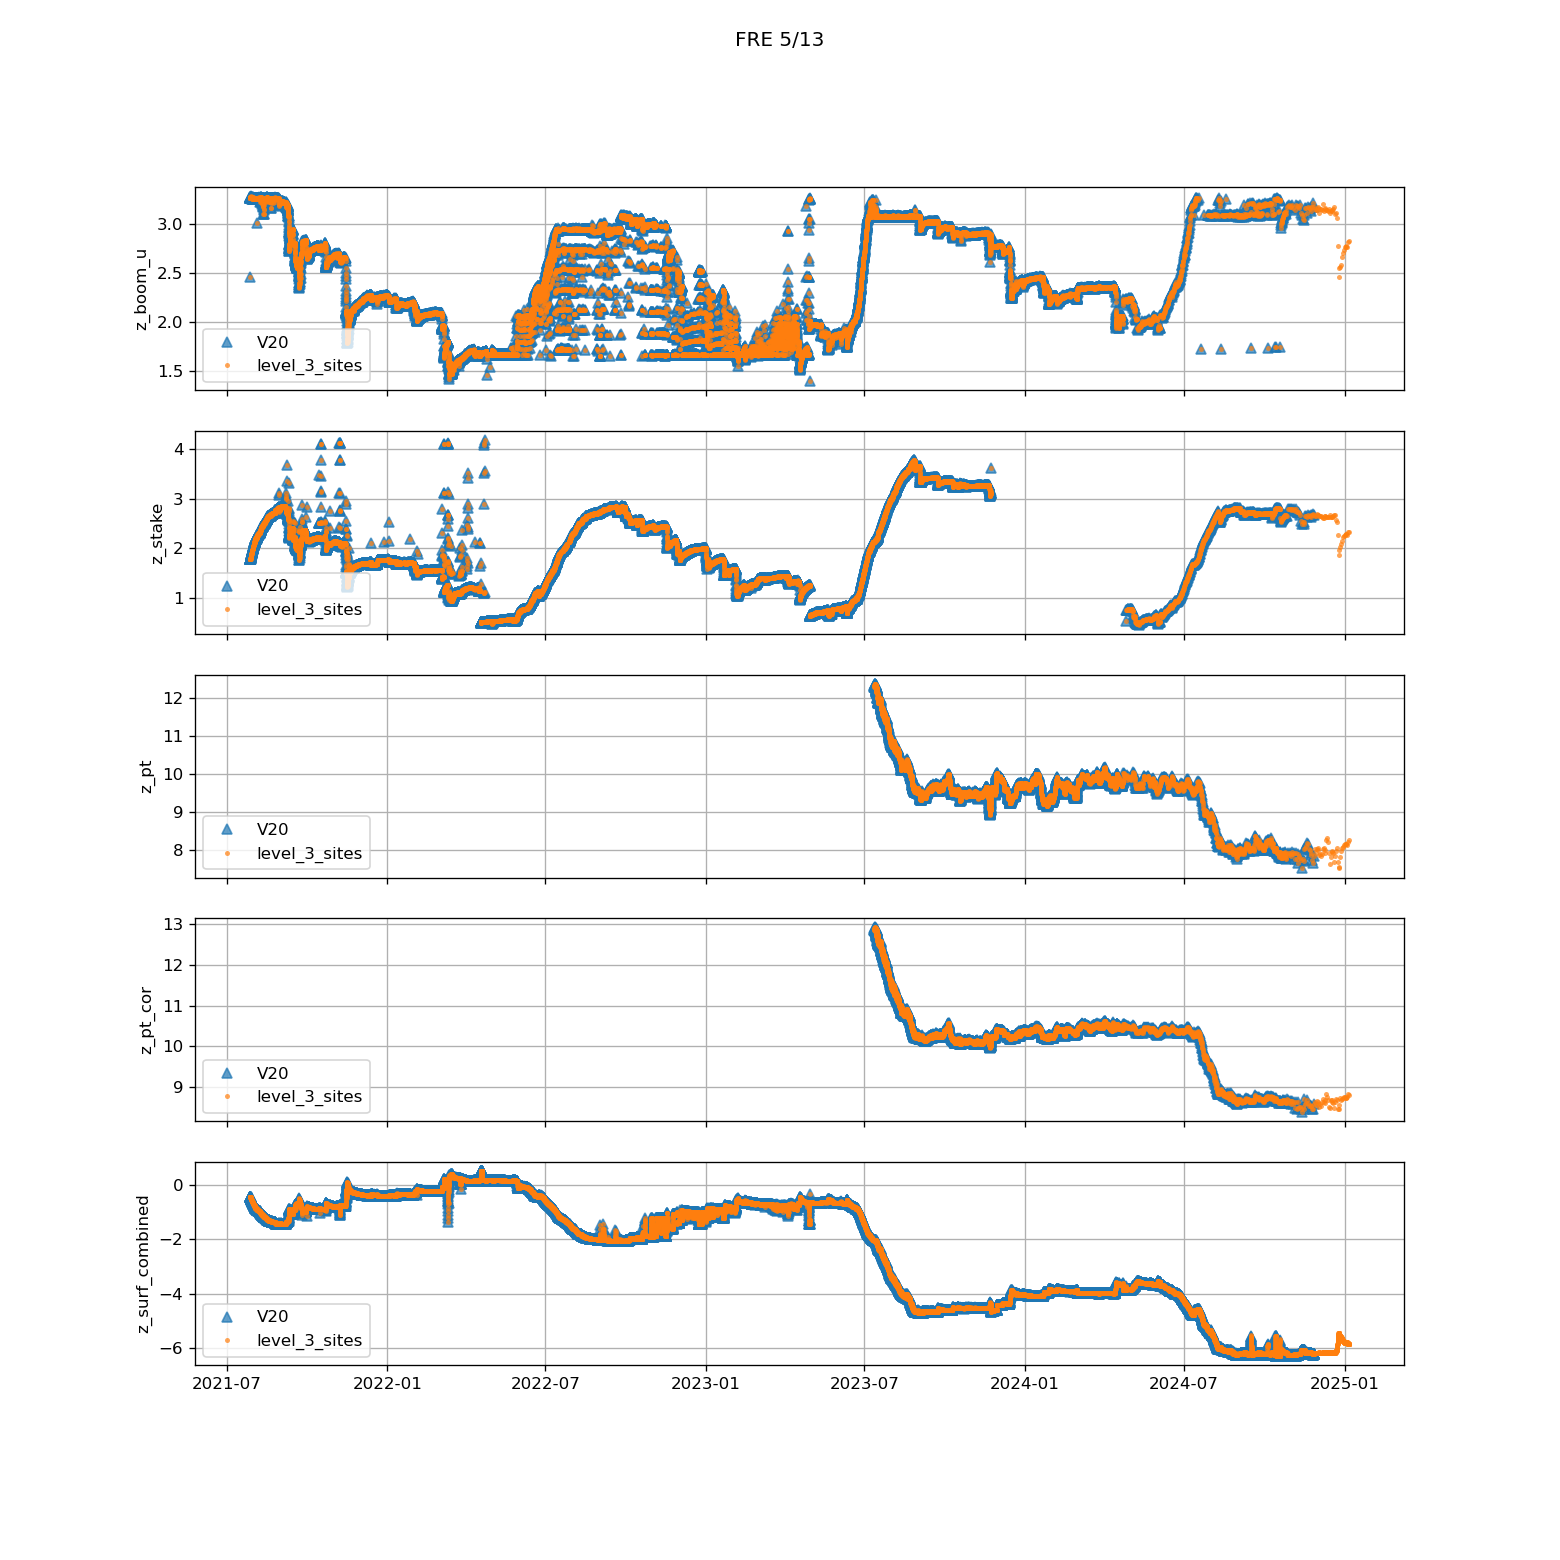 FRE 5/13
z_boom_u
3.0
2.5
2.0
1.5
V20
level_3_sites
z_stake
4
3
2
1
V20
level_3_sites
z_pt
12
11
10
9
8
V20
level_3_sites
z_pt_cor
13
12
11
10
9
V20
level_3_sites
z_surf_combined
0
−2
−4
−6
V20
level_3_sites
2021-07 2022-01 2022-07 2023-01 2023-07 2024-01 2024-07 2025-01